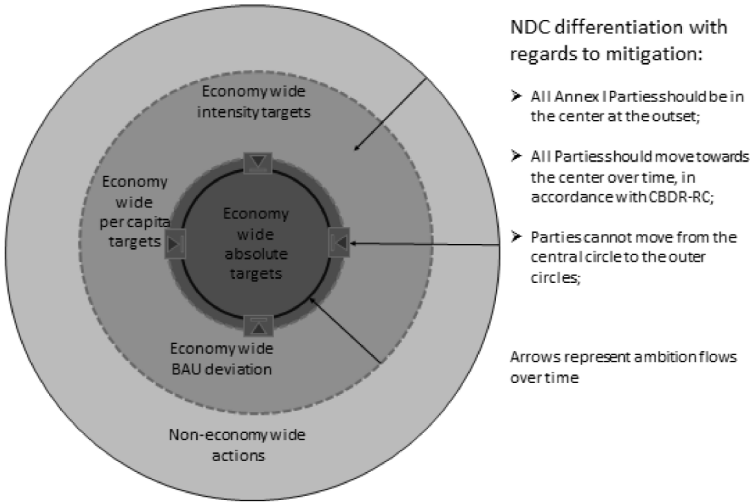 NDC differentiation with
regards to mitigation:
➤ All Annex I Parties should be in
the center at the outset;
➤ All Parties should move towards
the center over time, in
accordance with CBDR-RC;
➤ Parties cannot move from the
central circle to the outer
circles;
Arrows represent ambition flows
over time
Economy wide
intensity targets
Economy
wide
per capita
targets
Economy
wide
absolute
targets
Economy wide
BAU deviation
Non-economy wide
actions